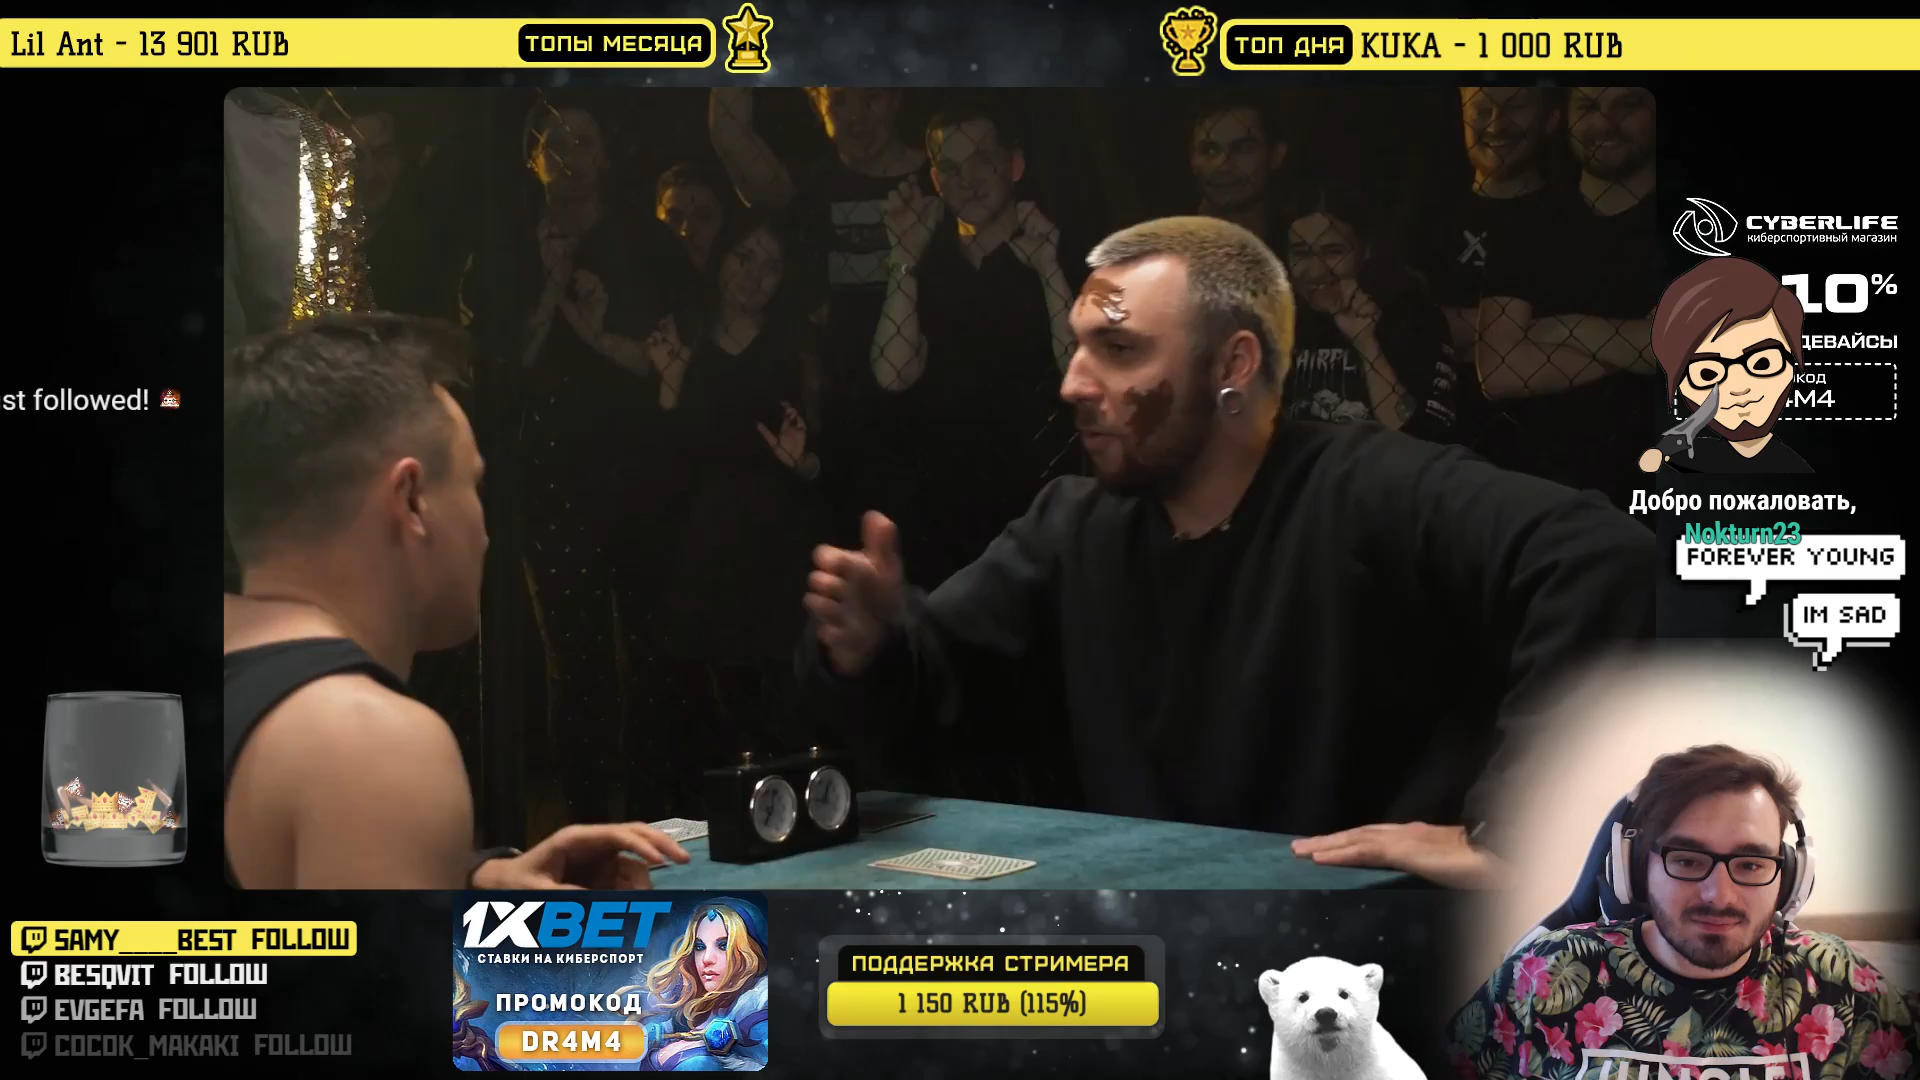 Lil Ant - 13 901 RUB
ТОПЫ МЕСЯЦА
ТОП ДНЯ
KUKA - 1 000 RUB
CYBERLIFE
киберспортивный магазин
10%
ДЕВАЙСЫ
st followed!
Добро пожаловать,
Nokturn23
FOREVER YOUNG
IM SAD
SAMY____BEST FOLLOW
BESQVIT FOLLOW
EVGEFA FOLLOW
COCOK_MAKAKI FOLLOW
1XBET
СТАВКИ НА КИБЕРСПОРТ
ПРОМОКОД
DR4M4
ПОДДЕРЖКА СТРИМЕРА
1 150 RUB (115%)